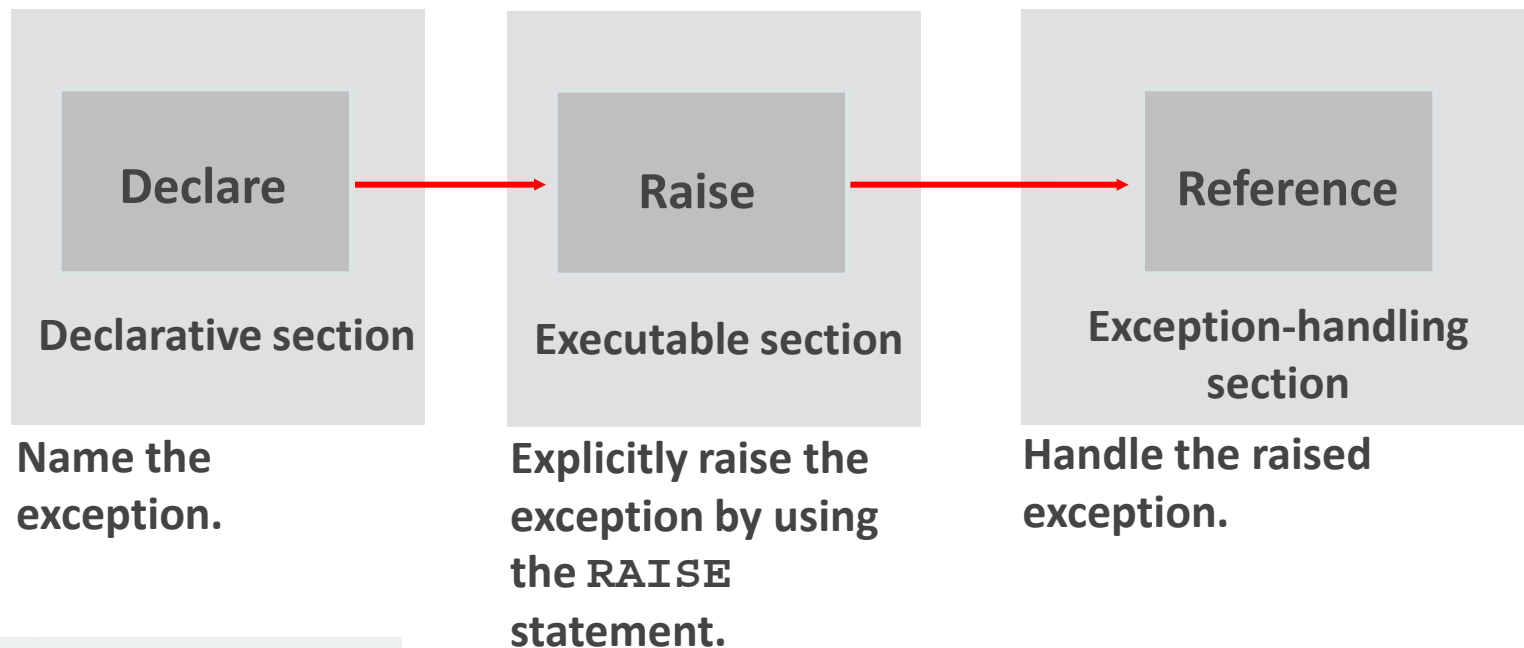 Declare
Declarative section
Name the
exception.
Raise
Executable section
Explicitly raise the
exception by using
the RAISE
statement.
Reference
Exception-handling
section
Handle the raised
exception.